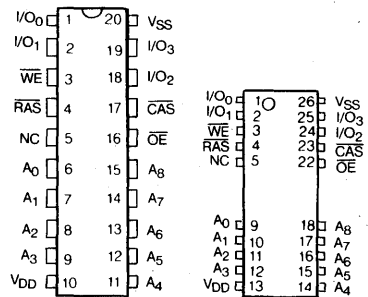 I/O0 1 20 VSS
I/O1 2 19 I/O3
WE 3 18 I/O2
RAS 4 17 CAS
NC 5 16 OE
A0 6 15 A8
A1 7 14 A7
A2 8 13 A6
A3 9 12 A5
VDD 10 11 A4
I/O0 1 26 VSS
I/O1 2 25 I/O3
WE 3 24 I/O2
RAS 4 23 CAS
NC 5 22 OE
A0 9 18 A8
A1 10 17 A7
A2 11 16 A6
A3 12 15 A5
VDD 13 14 A4